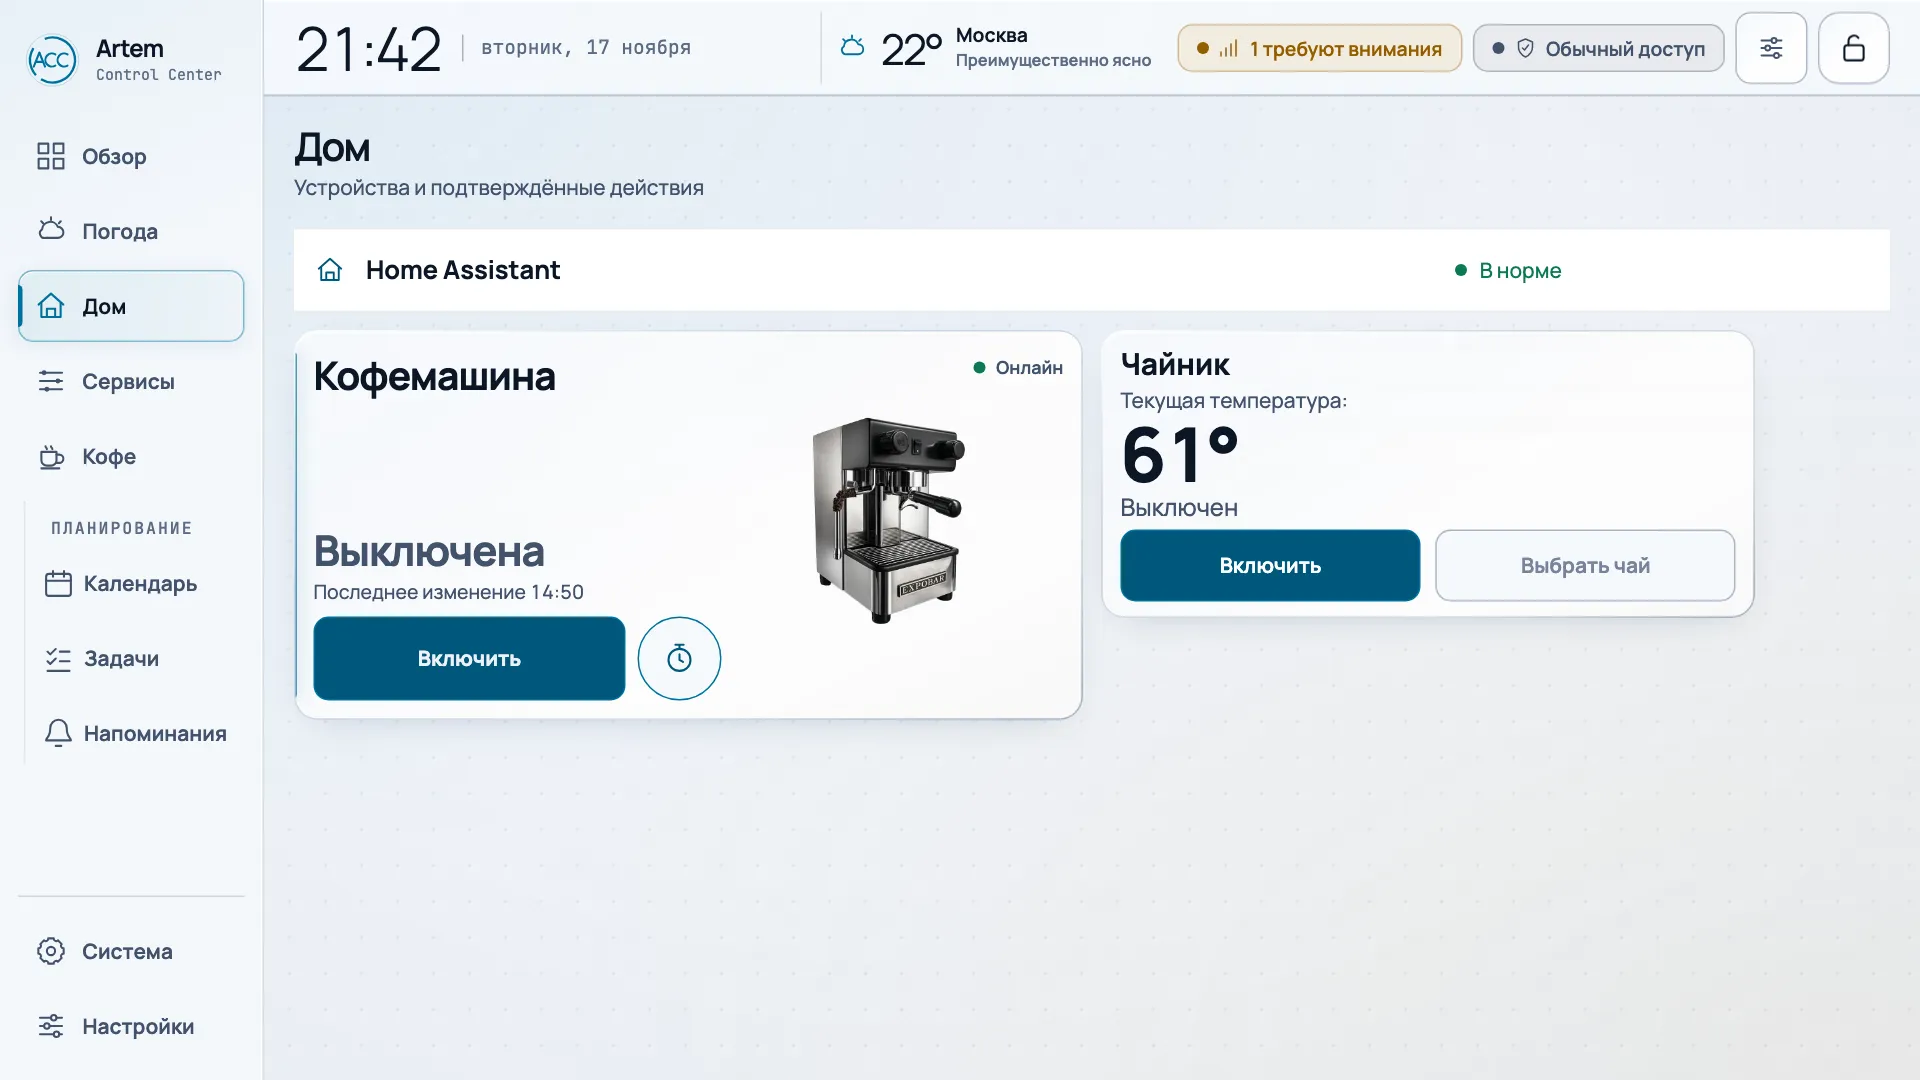 ACC
Artem
Control Center
Обзор
Погода
Дом
Сервисы
Кофе
ПЛАНИРОВАНИЕ
Календарь
Задачи
Напоминания
Система
Настройки
21:42
вторник, 17 ноября
22°
Москва
Преимущественно ясно
1 требуют внимания
Обычный доступ
Дом
Устройства и подтверждённые действия
Home Assistant
В норме
Кофемашина
Онлайн
EXPOBAR
Выключена
Последнее изменение 14:50
Включить
Чайник
Текущая температура:
61°
Выключен
Включить
Выбрать чай